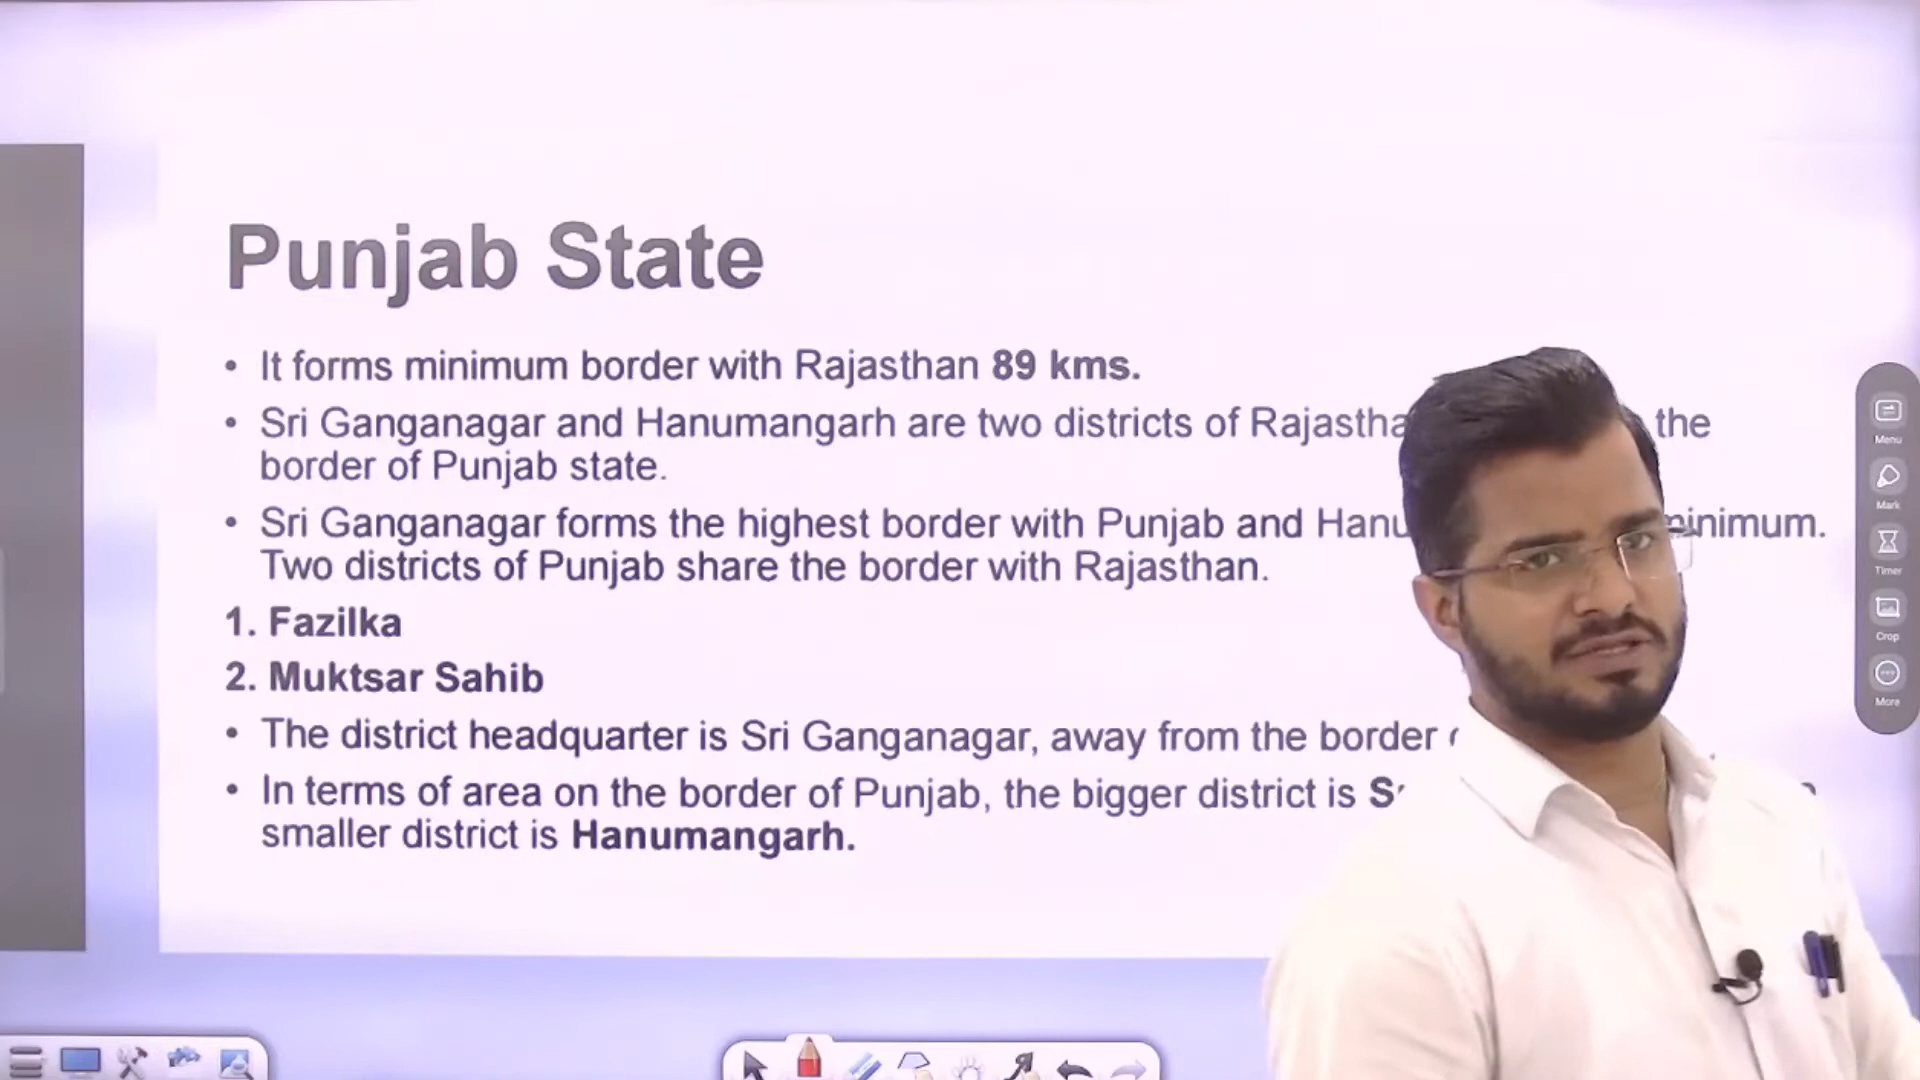 Punjab State
• It forms minimum border with Rajasthan 89 kms.
• Sri Ganganagar and Hanumangarh are two districts of the
border of Punjab state.
• Sri Ganganagar forms the highest border with Punjab and minimum.
Two districts of Punjab share the border with Rajasthan.
1. Fazilka
2. Muktsar Sahib
• The district headquarter is Sri Ganganagar, away from the border
• In terms of area on the border of Punjab, the bigger district is
smaller district is Hanumangarh.
Menu
Mark
Timer
Crop
More